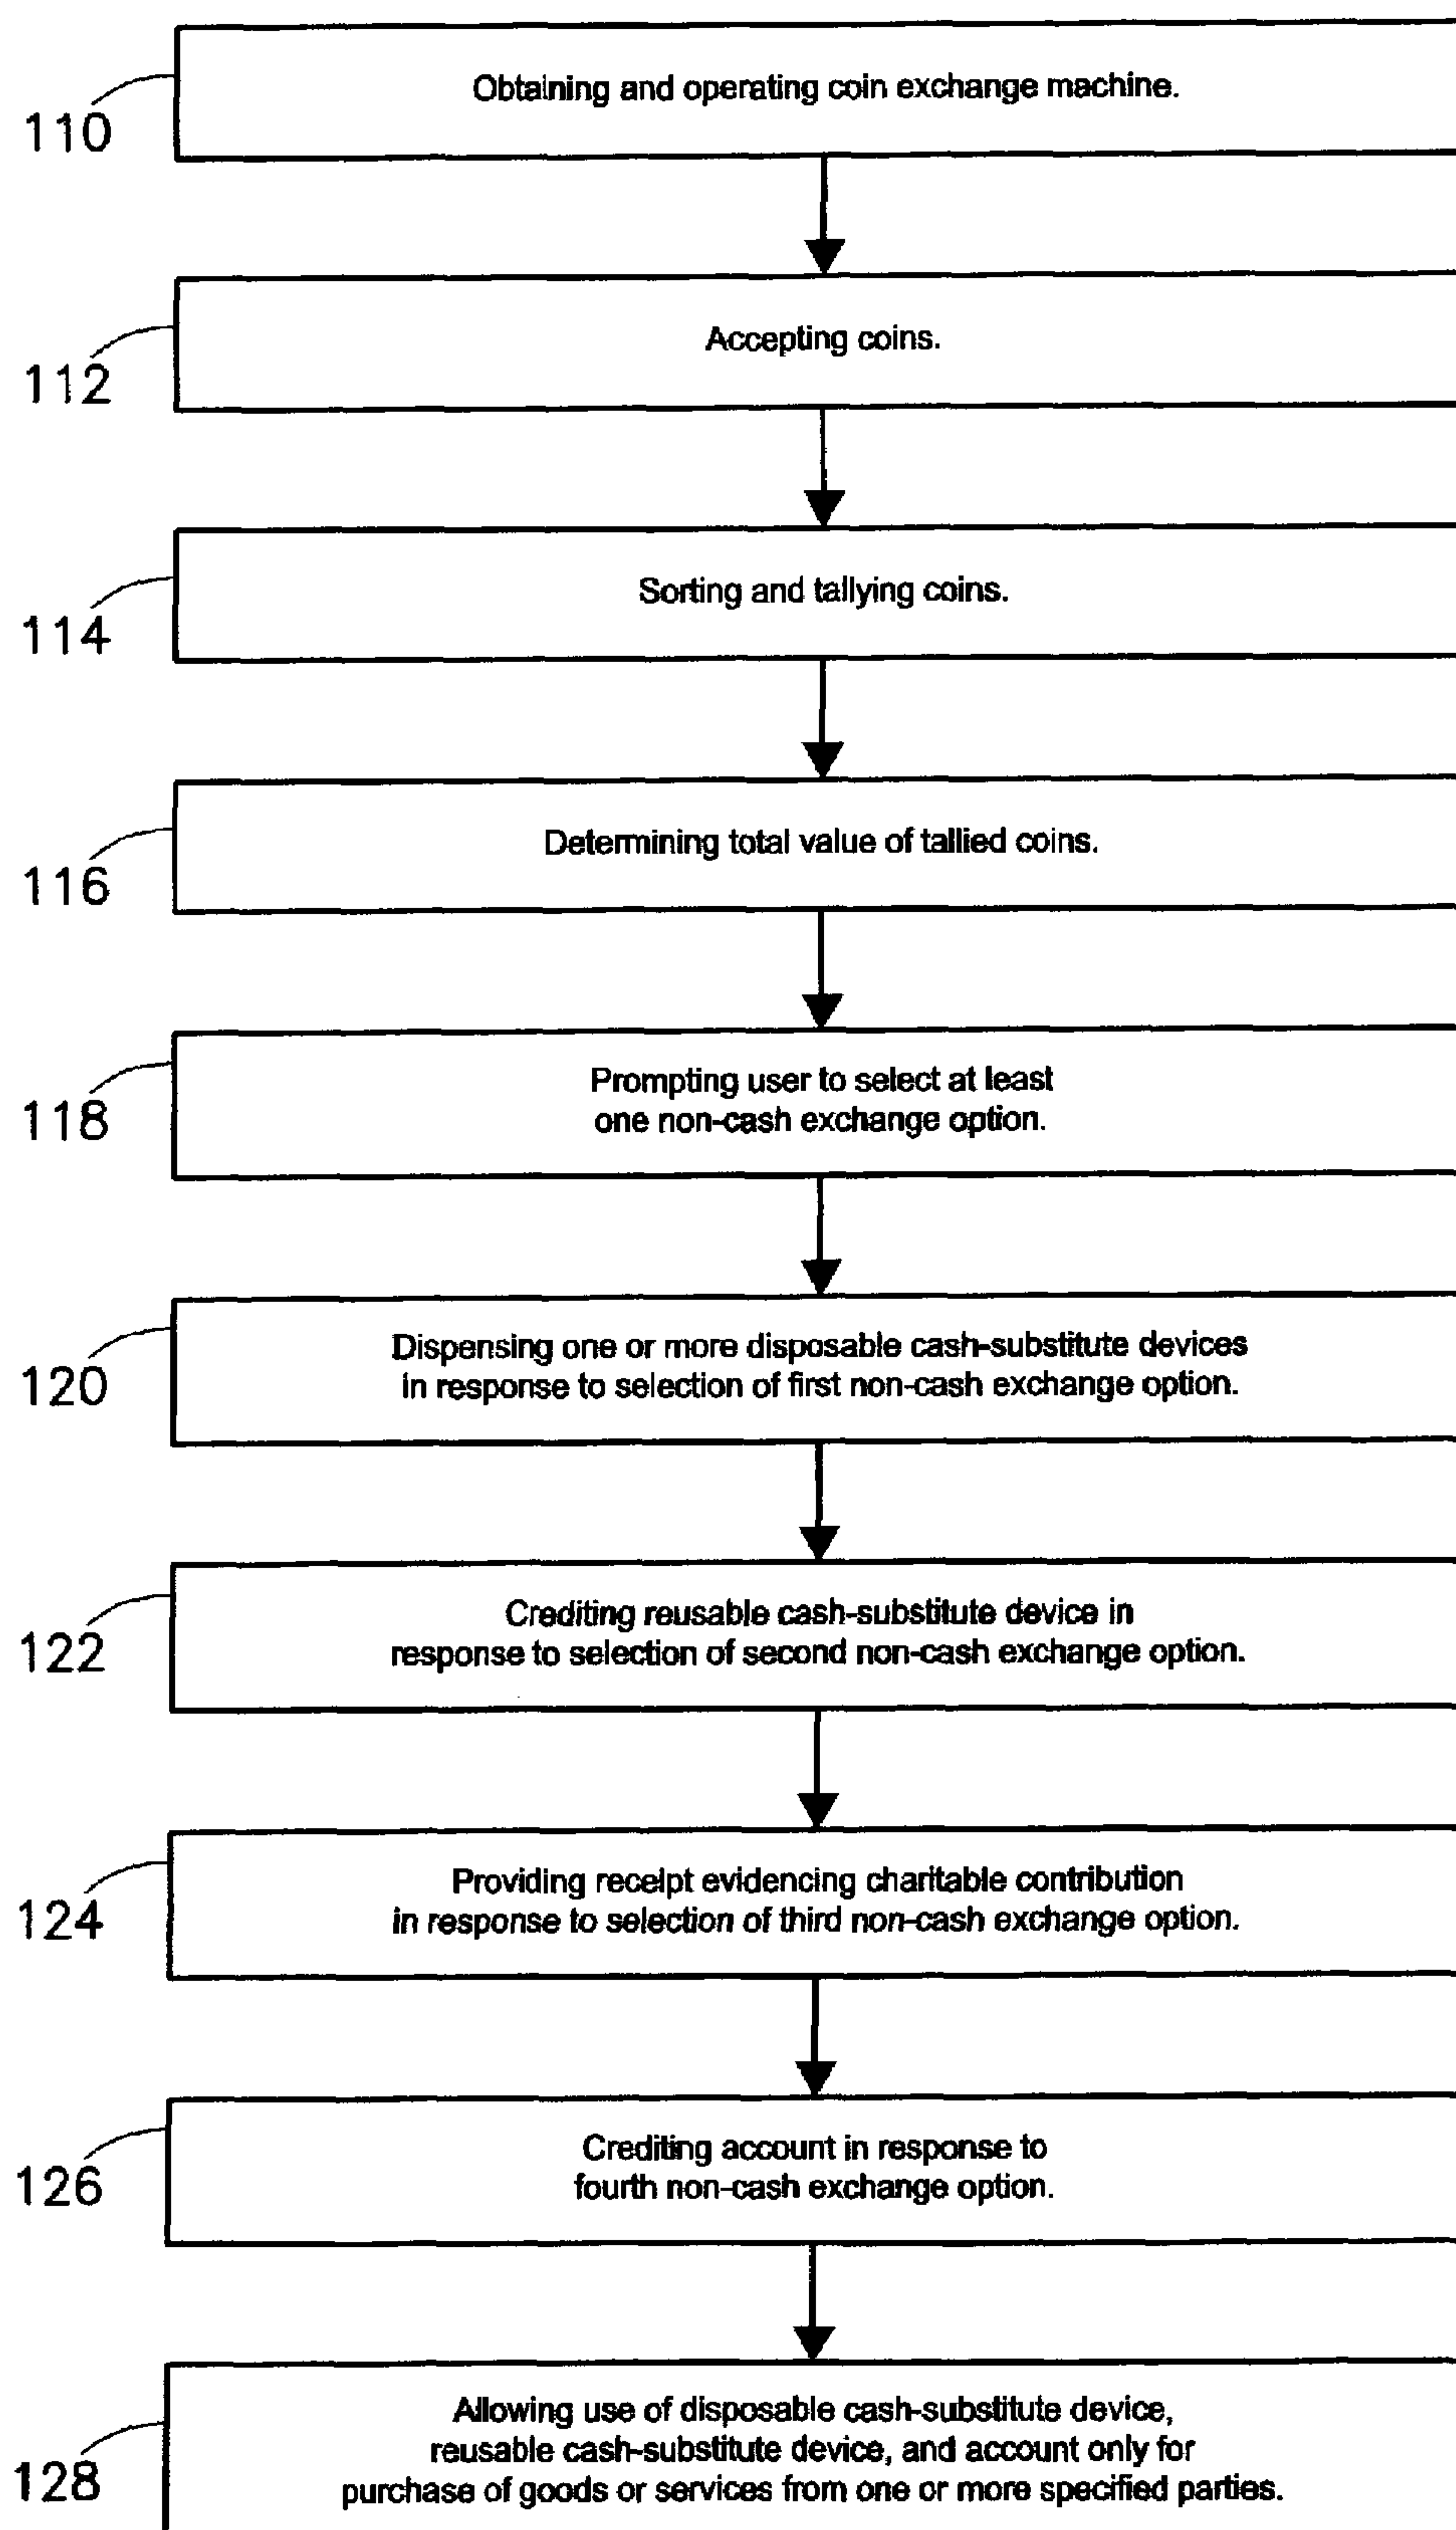 Obtaining and operating coin exchange machine.
110
Accepting coins.
112
Sorting and tallying coins.
114
Determining total value of tallied coins.
116
Prompting user to select at least
one non-cash exchange option.
118
Dispensing one or more disposable cash-substitute devices
in response to selection of first non-cash exchange option.
120
Crediting reusable cash-substitute device in
response to selection of second non-cash exchange option.
122
Providing receipt evidencing charitable contribution
in response to selection of third non-cash exchange option.
124
Crediting account in response to
fourth non-cash exchange option.
126
Allowing use of disposable cash-substitute device,
reusable cash-substitute device, and account only for
purchase of goods or services from one or more specified parties.
128